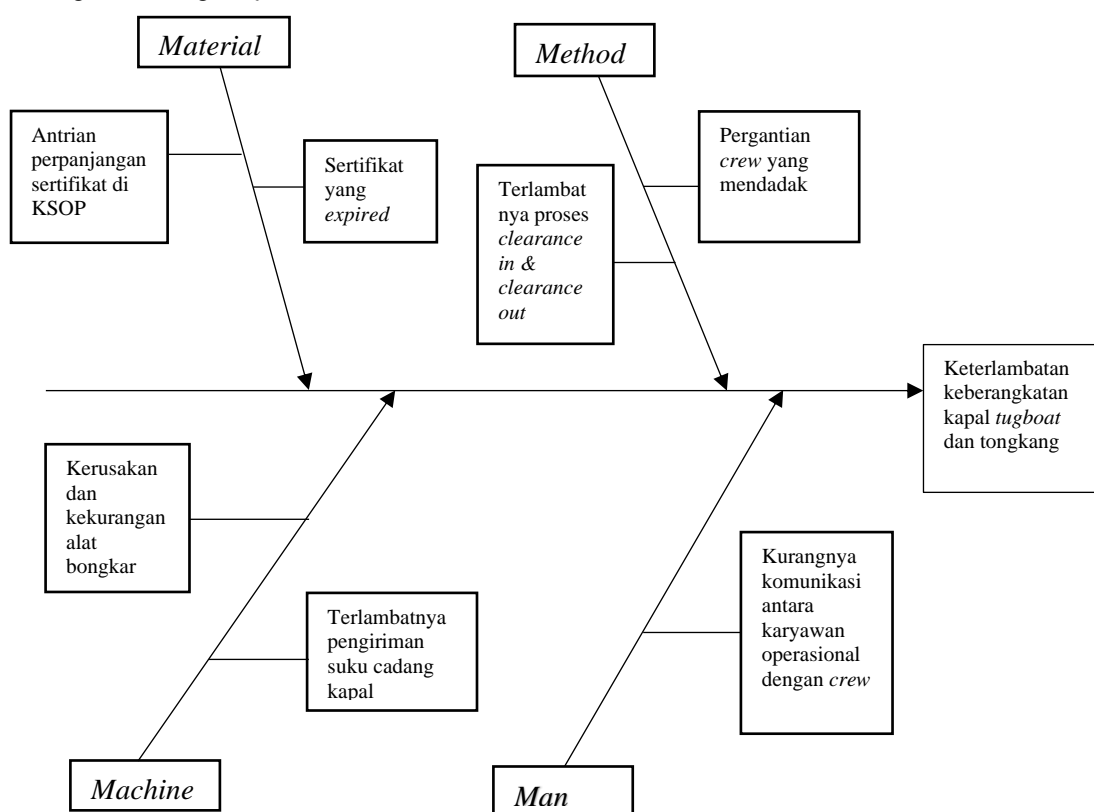 Material
Method
Antrian
perpanjangan
sertifikat di
KSOP
Sertifikat
yang
expired
Terlambat
nya proses
clearance
in &
clearance
out
Pergantian
crew yang
mendadak
Keterlambatan
keberangkatan
kapal tugboat
dan tongkang
Kerusakan
dan
kekurangan
alat
bongkar
Terlambatnya
pengiriman
suku cadang
kapal
Kurangnya
komunikasi
antara
karyawan
operasional
dengan crew
Machine
Man